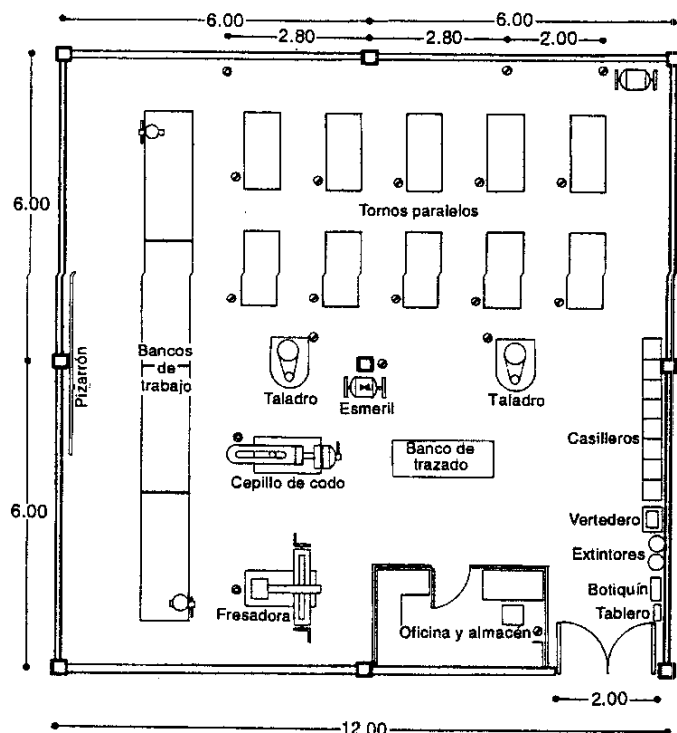 6.00
6.00
2.80
2.80
2.00
6.00
Tornos paralelos
Pizarrón
Bancos
de
trabajo
Taladro
Esmeril
Taladro
Casilleros
Banco de
trazado
Cepillo de codo
6.00
Vertedero
Extintores
Botiquín
Tablero
Fresadora
Oficina y almacén
2.00
12.00